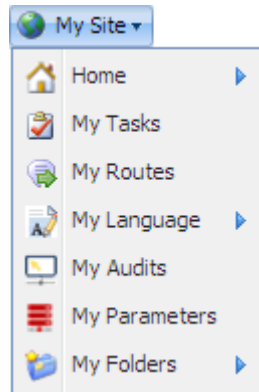 My Site
Home
My Tasks
My Routes
My Language
My Audits
My Parameters
My Folders